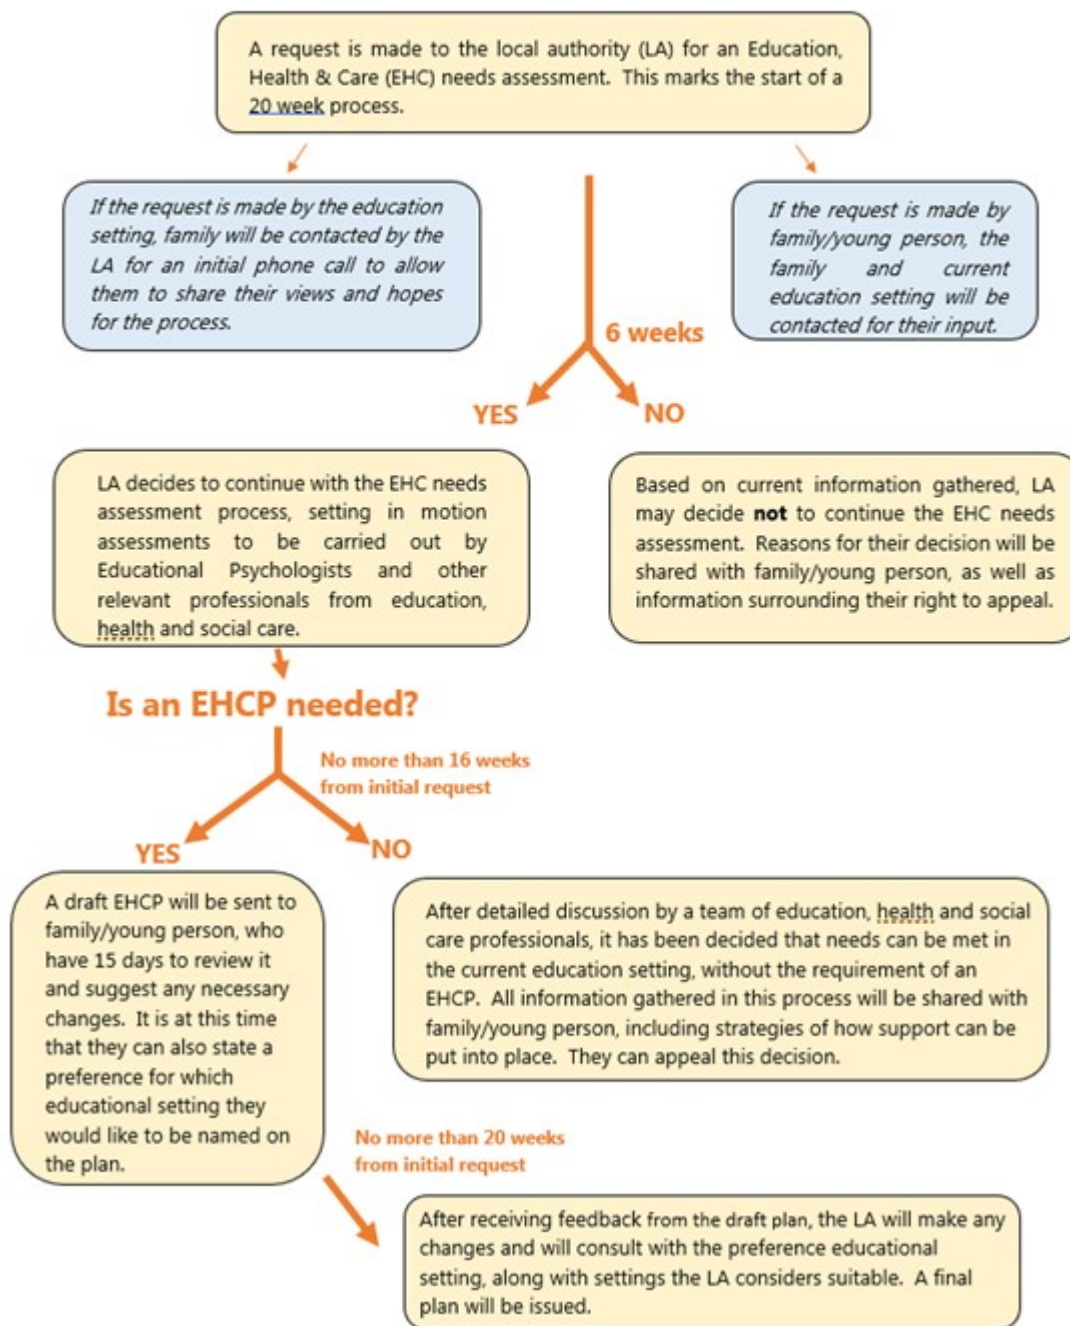 A request is made to the local authority (LA) for an Education,
Health & Care (EHC) needs assessment. This marks the start of a
20 week process.
If the request is made by the education
setting, family will be contacted by the
LA for an initial phone call to allow
them to share their views and hopes
for the process.
If the request is made by
family/young person, the
family and current
education setting will be
contacted for their input.
6 weeks
YES
NO
LA decides to continue with the EHC needs
assessment process, setting in motion
assessments to be carried out by
Educational Psychologists and other
relevant professionals from education,
health and social care.
Based on current information gathered, LA
may decide not to continue the EHC needs
assessment. Reasons for their decision will be
shared with family/young person, as well as
information surrounding their right to appeal.
Is an EHCP needed?
No more than 16 weeks
from initial request
YES
NO
A draft EHCP will be sent to
family/young person, who
have 15 days to review it
and suggest any necessary
changes. It is at this time
that they can also state a
preference for which
educational setting they
would like to be named on
the plan.
After detailed discussion by a team of education, health and social
care professionals, it has been decided that needs can be met in
the current education setting, without the requirement of an
EHCP. All information gathered in this process will be shared with
family/young person, including strategies of how support can be
put into place. They can appeal this decision.
No more than 20 weeks
from initial request
After receiving feedback from the draft plan, the LA will make any
changes and will consult with the preference educational
setting, along with settings the LA considers suitable. A final
plan will be issued.